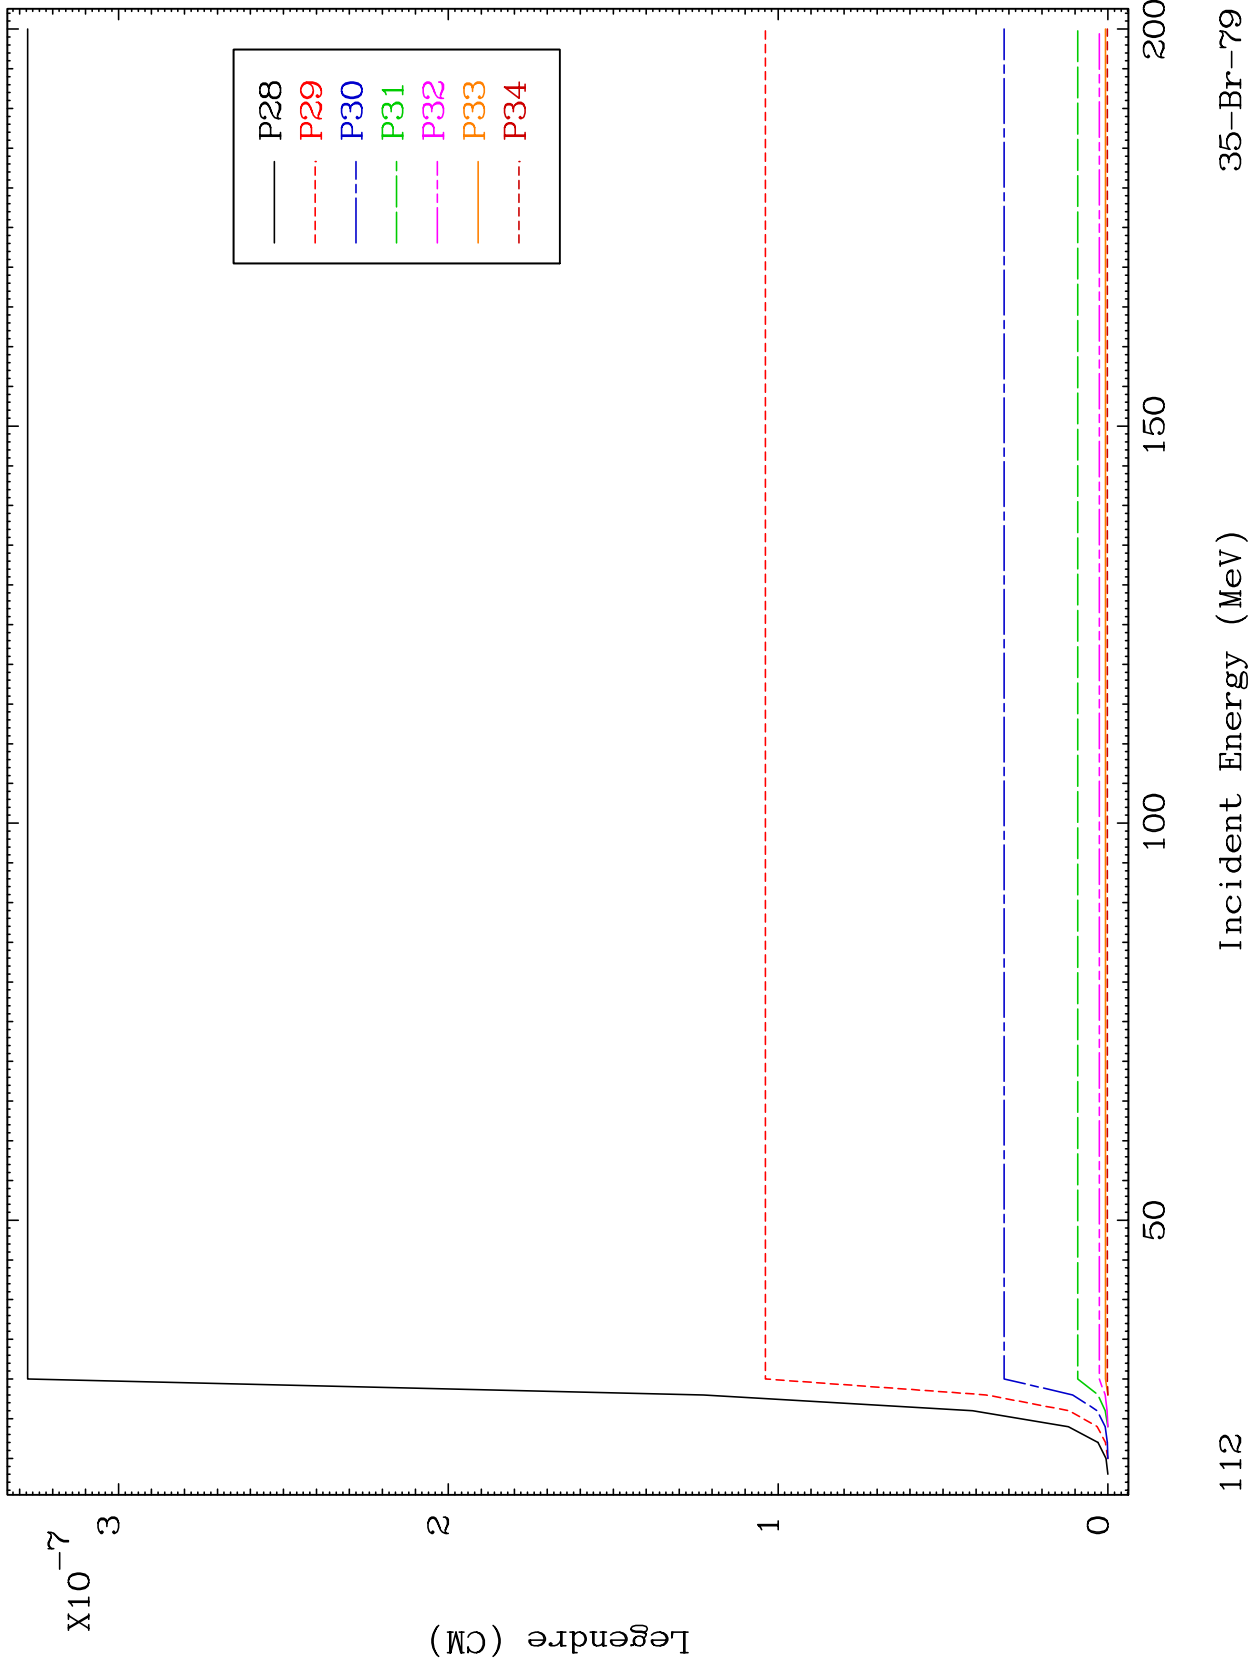 X10-7
3
2
1
0
Legendre (CM)
P28
P29
P30
P31
P32
P33
P34
50
100
150
200
Incident Energy (MeV)
112
35-Br-79